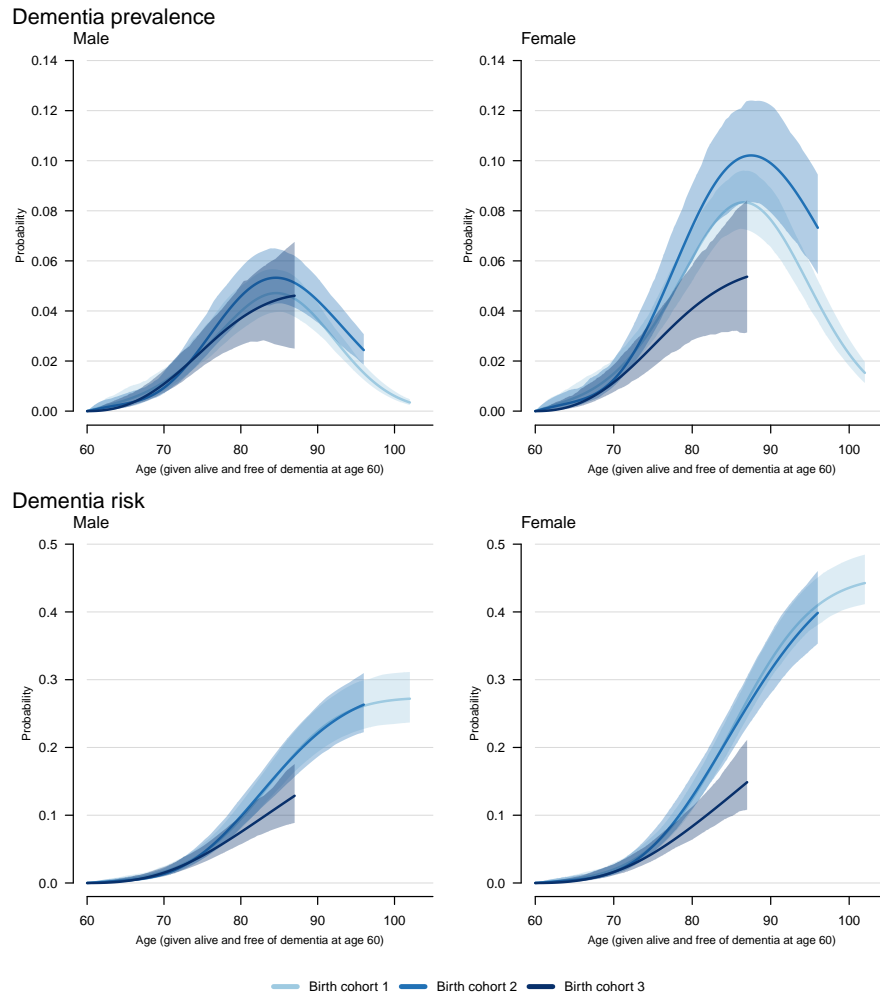 Dementia prevalence
Male
Female
0.14
0.12
0.10
0.08
0.06
0.04
0.02
0.00
Probability
60 70 80 90 100
Age (given alive and free of dementia at age 60)
0.14
0.12
0.10
0.08
0.06
0.04
0.02
0.00
Probability
60 70 80 90 100
Age (given alive and free of dementia at age 60)
Dementia risk
Male
Female
0.5
0.4
0.3
0.2
0.1
0.0
Probability
60 70 80 90 100
Age (given alive and free of dementia at age 60)
0.5
0.4
0.3
0.2
0.1
0.0
Probability
60 70 80 90 100
Age (given alive and free of dementia at age 60)
Birth cohort 1 Birth cohort 2 Birth cohort 3